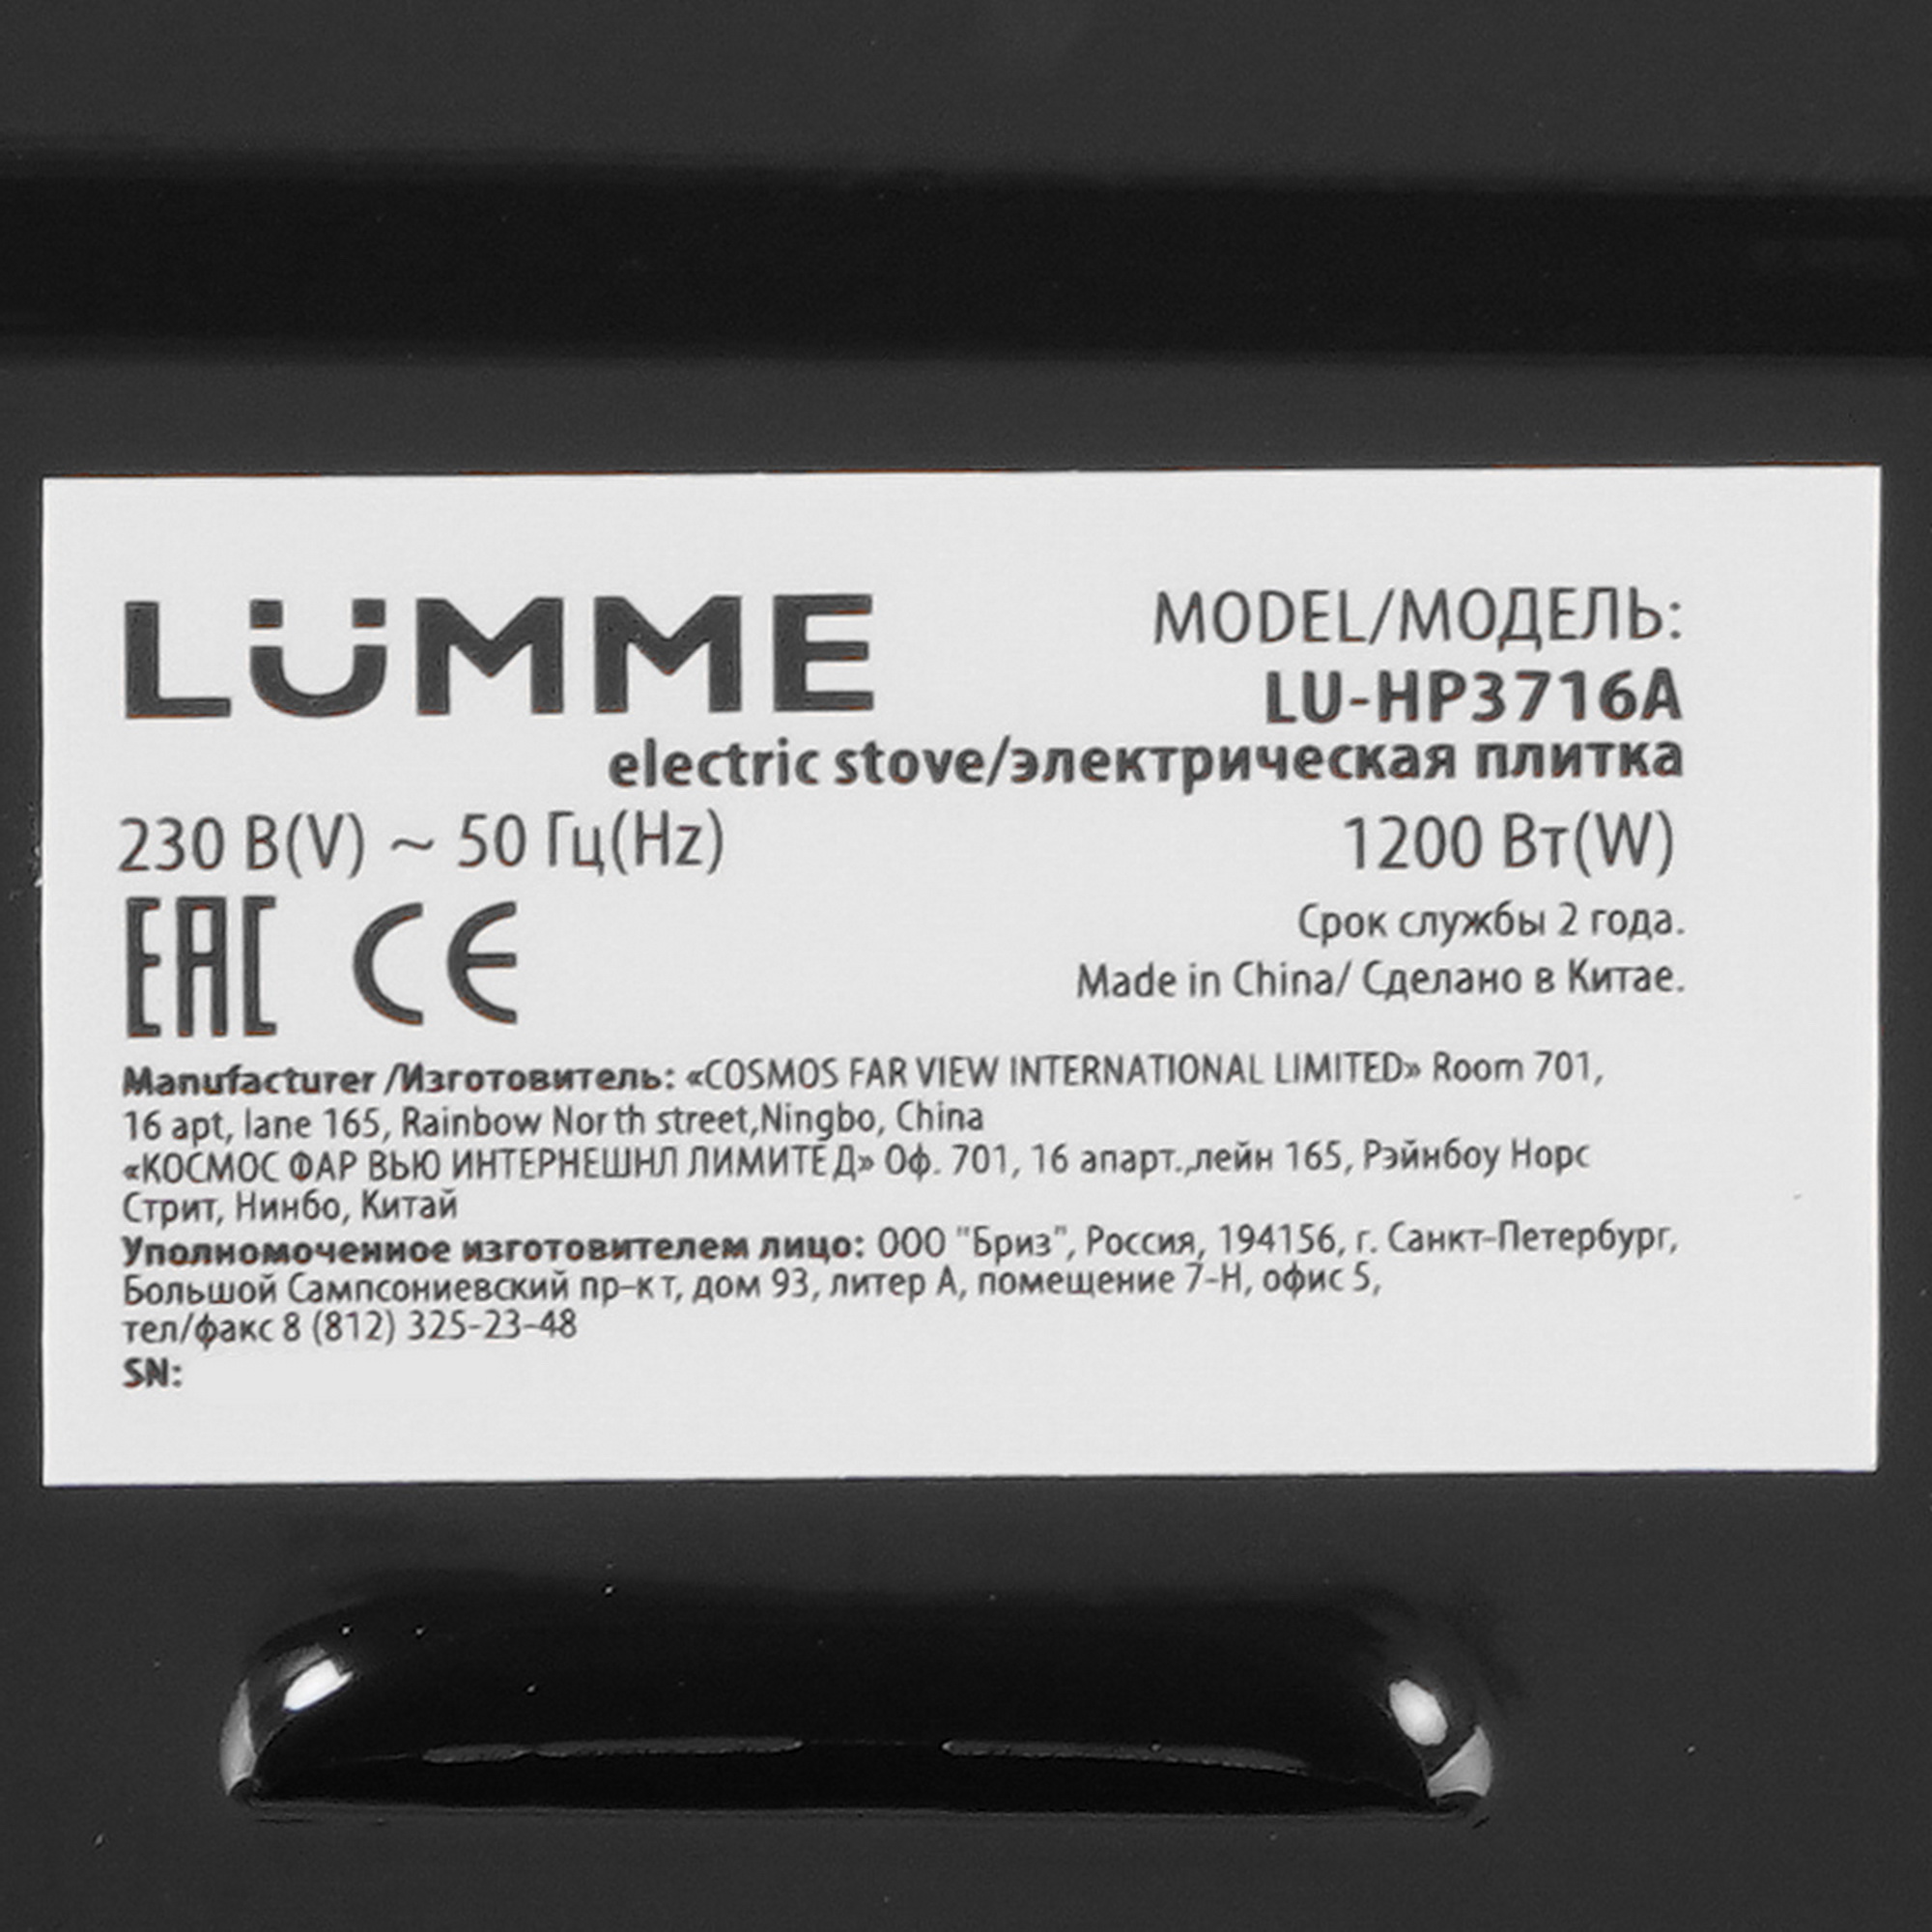 LÜMME
MODEL/МОДЕЛЬ:
LU-HP3716A
electric stove/электрическая плитка
230 В(V) ~ 50 Гц(Hz)
1200 Вт(W)
EAC CE
Срок службы 2 года.
Made in China/ Сделано в Китае.
Manufacturer /Изготовитель: «COSMOS FAR VIEW INTERNATIONAL LIMITED» Room 701,
16 apt, lane 165, Rainbow North street,Ningbo, China
«КОСМОС ФАР ВЬЮ ИНТЕРНЕШНЛ ЛИМИТЕД» Оф. 701, 16 апарт.,лейн 165, Рэйнбоу Норс
Стрит, Нинбо, Китай
Уполномоченное изготовителем лицо: ООО "Бриз", Россия, 194156, г. Санкт-Петербург,
Большой Сампсониевский пр-кт, дом 93, литер А, помещение 7-Н, офис 5,
тел/факс 8 (812) 325-23-48
SN: